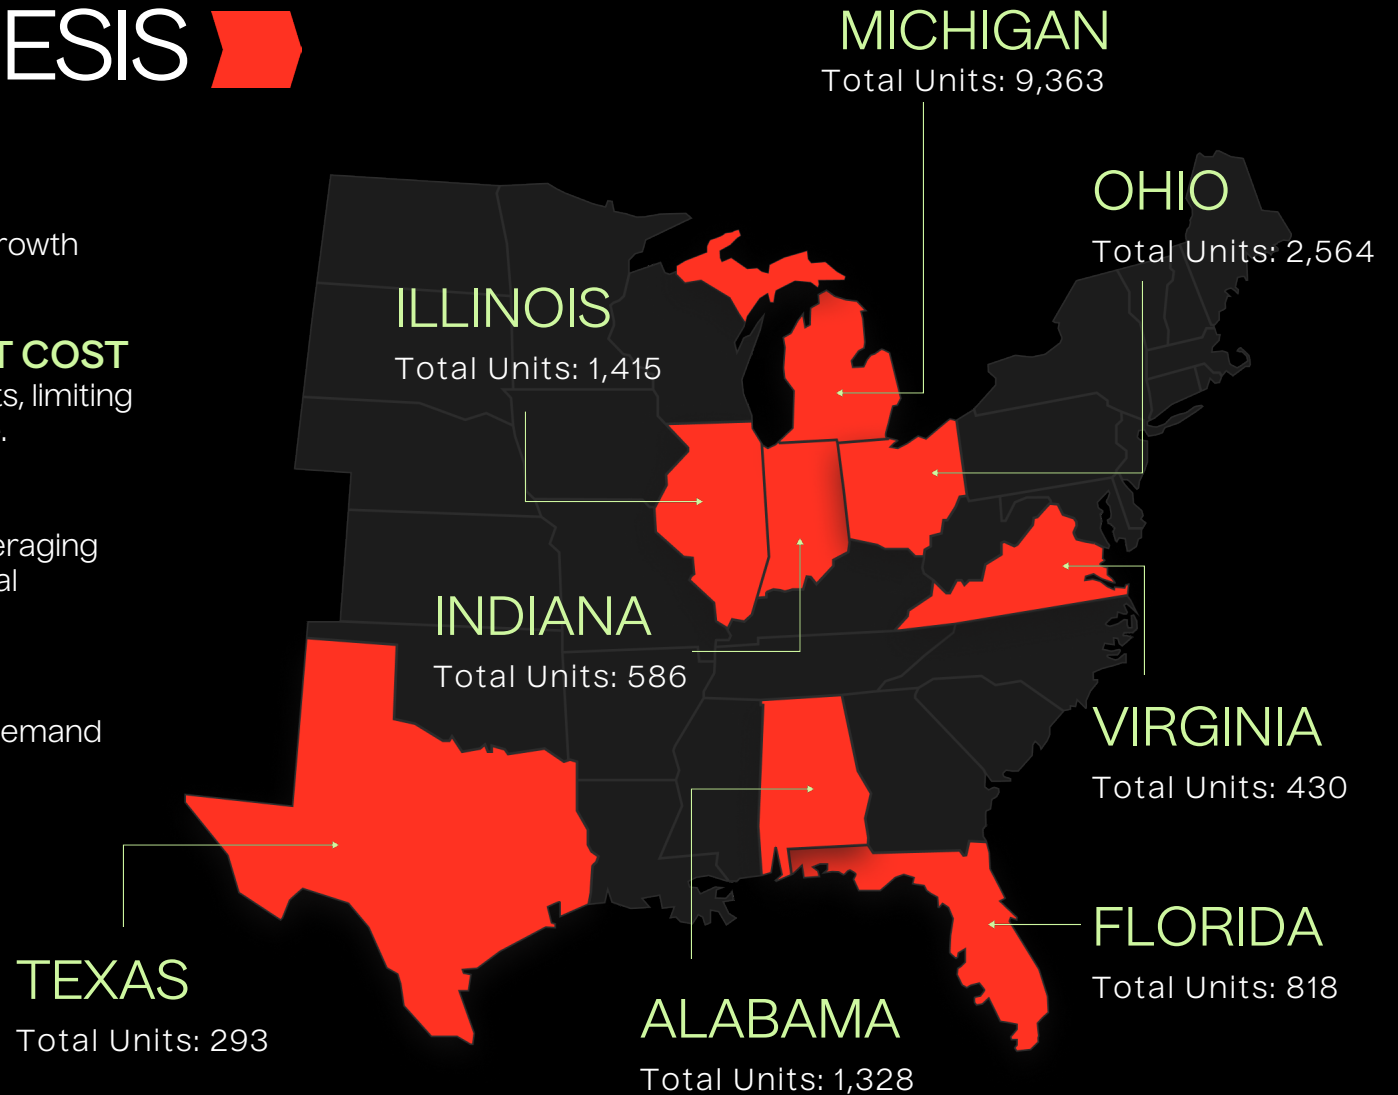 ESIS
rowth
T COST
ts, limiting
.
eraging
al
emand
MICHIGAN
Total Units: 9,363
OHIO
Total Units: 2,564
ILLINOIS
Total Units: 1,415
INDIANA
Total Units: 586
VIRGINIA
Total Units: 430
FLORIDA
Total Units: 818
TEXAS
Total Units: 293
ALABAMA
Total Units: 1,328